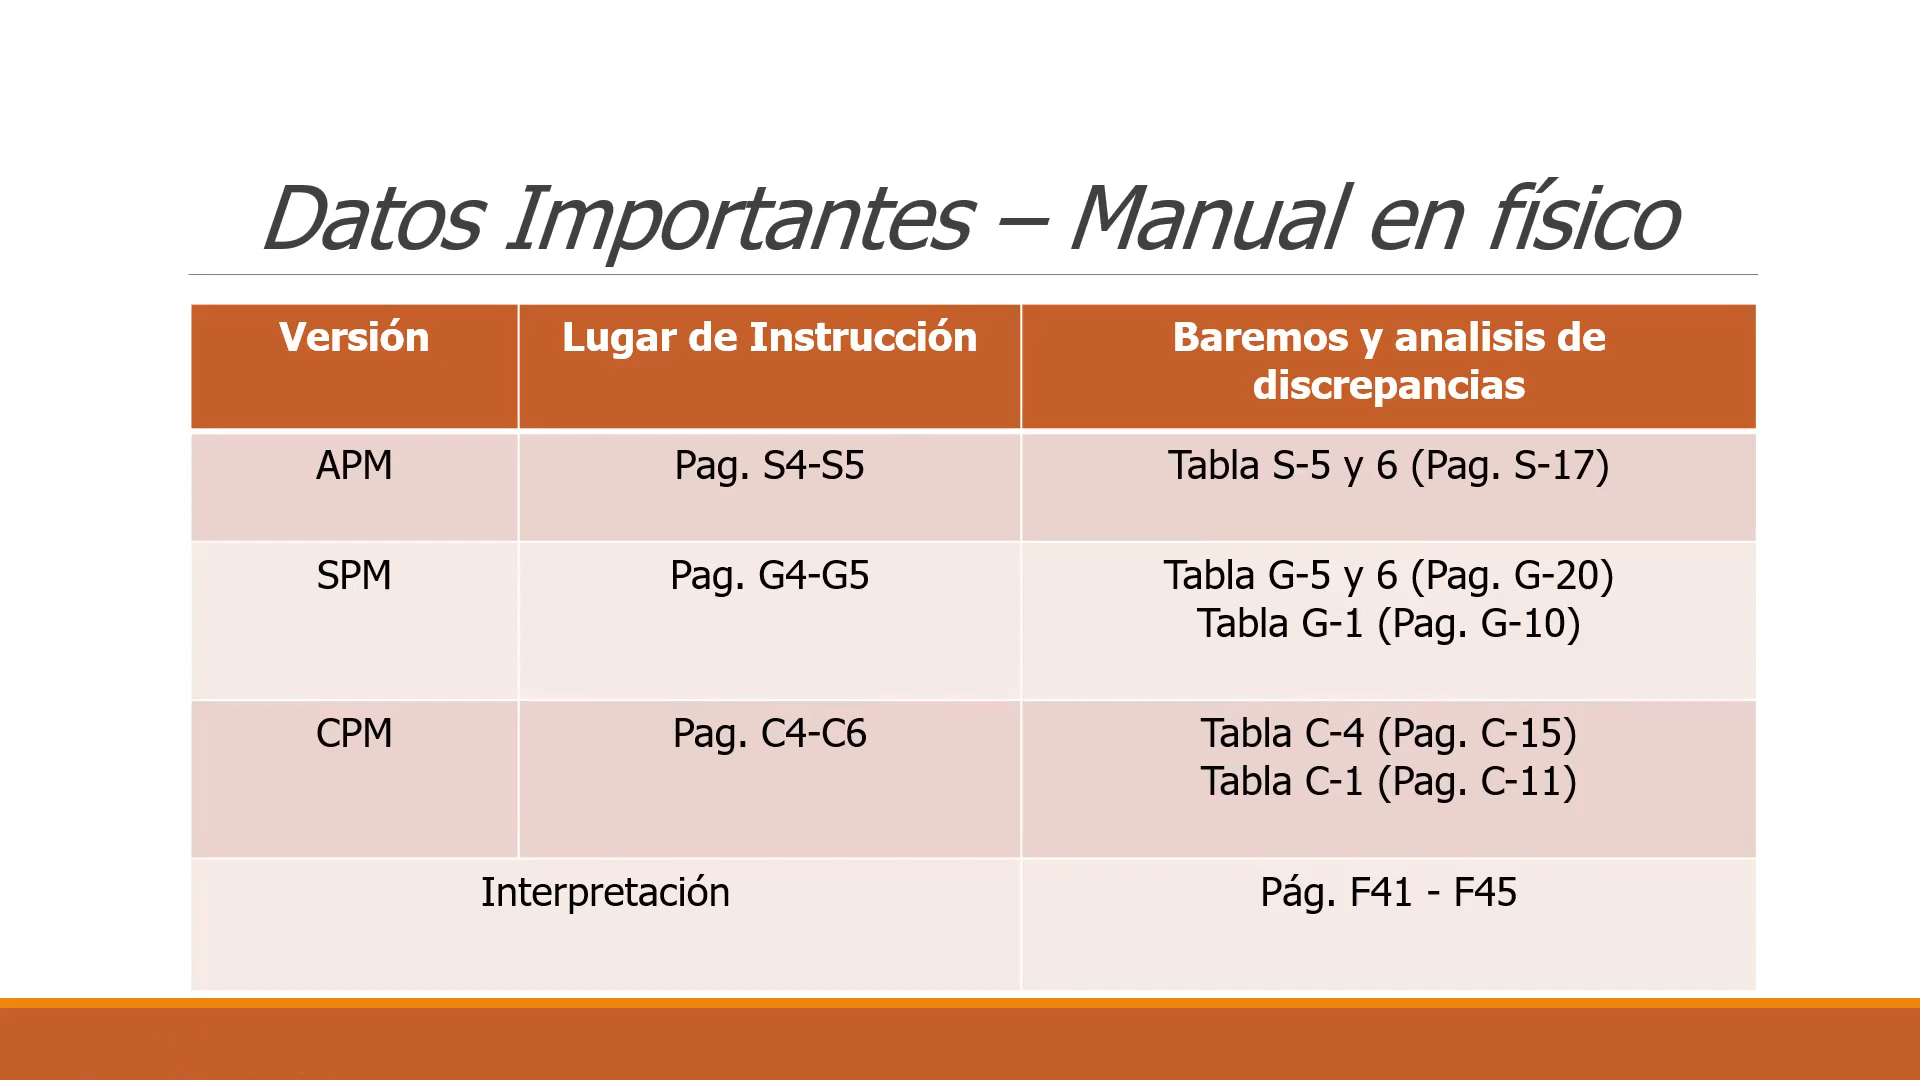 Datos Importantes – Manual en físico
Versión
Lugar de Instrucción
Baremos y analisis de
discrepancias
APM
Pag. S4-S5
Tabla S-5 y 6 (Pag. S-17)
SPM
Pag. G4-G5
Tabla G-5 y 6 (Pag. G-20)
Tabla G-1 (Pag. G-10)
CPM
Pag. C4-C6
Tabla C-4 (Pag. C-15)
Tabla C-1 (Pag. C-11)
Interpretación
Pág. F41 - F45